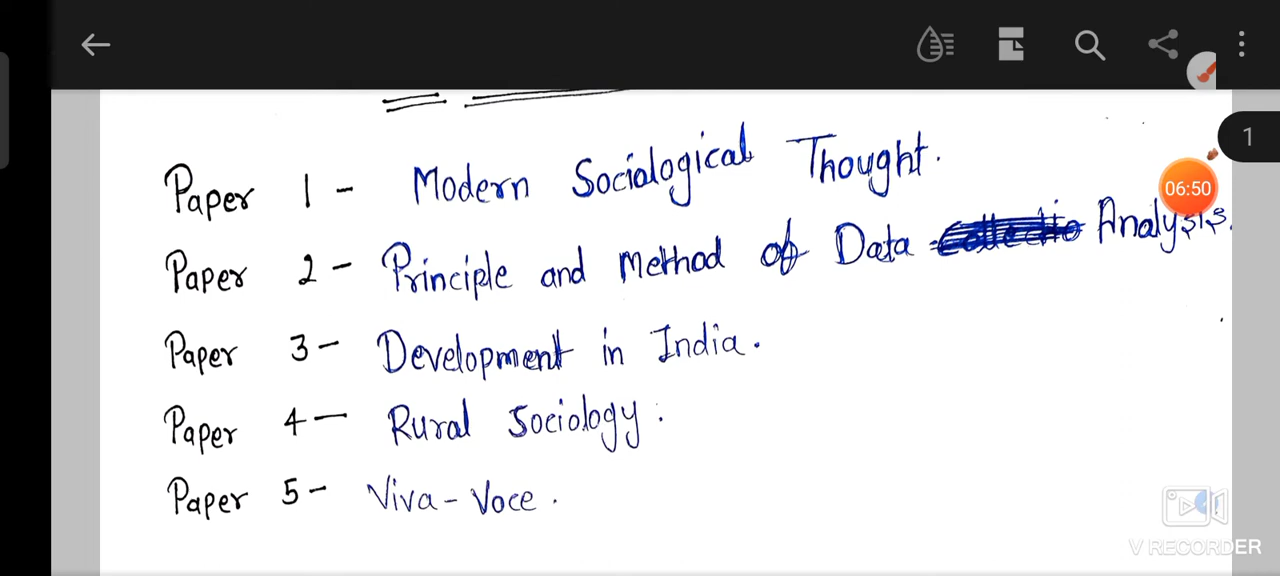 1
06:50
Paper 1 - Modern Sociological Thought.
Paper 2 - Principle and Method of Data Analysis.
Paper 3 - Development in India.
Paper 4 - Rural Sociology.
Paper 5 - Viva - Voce.
V RECORDER